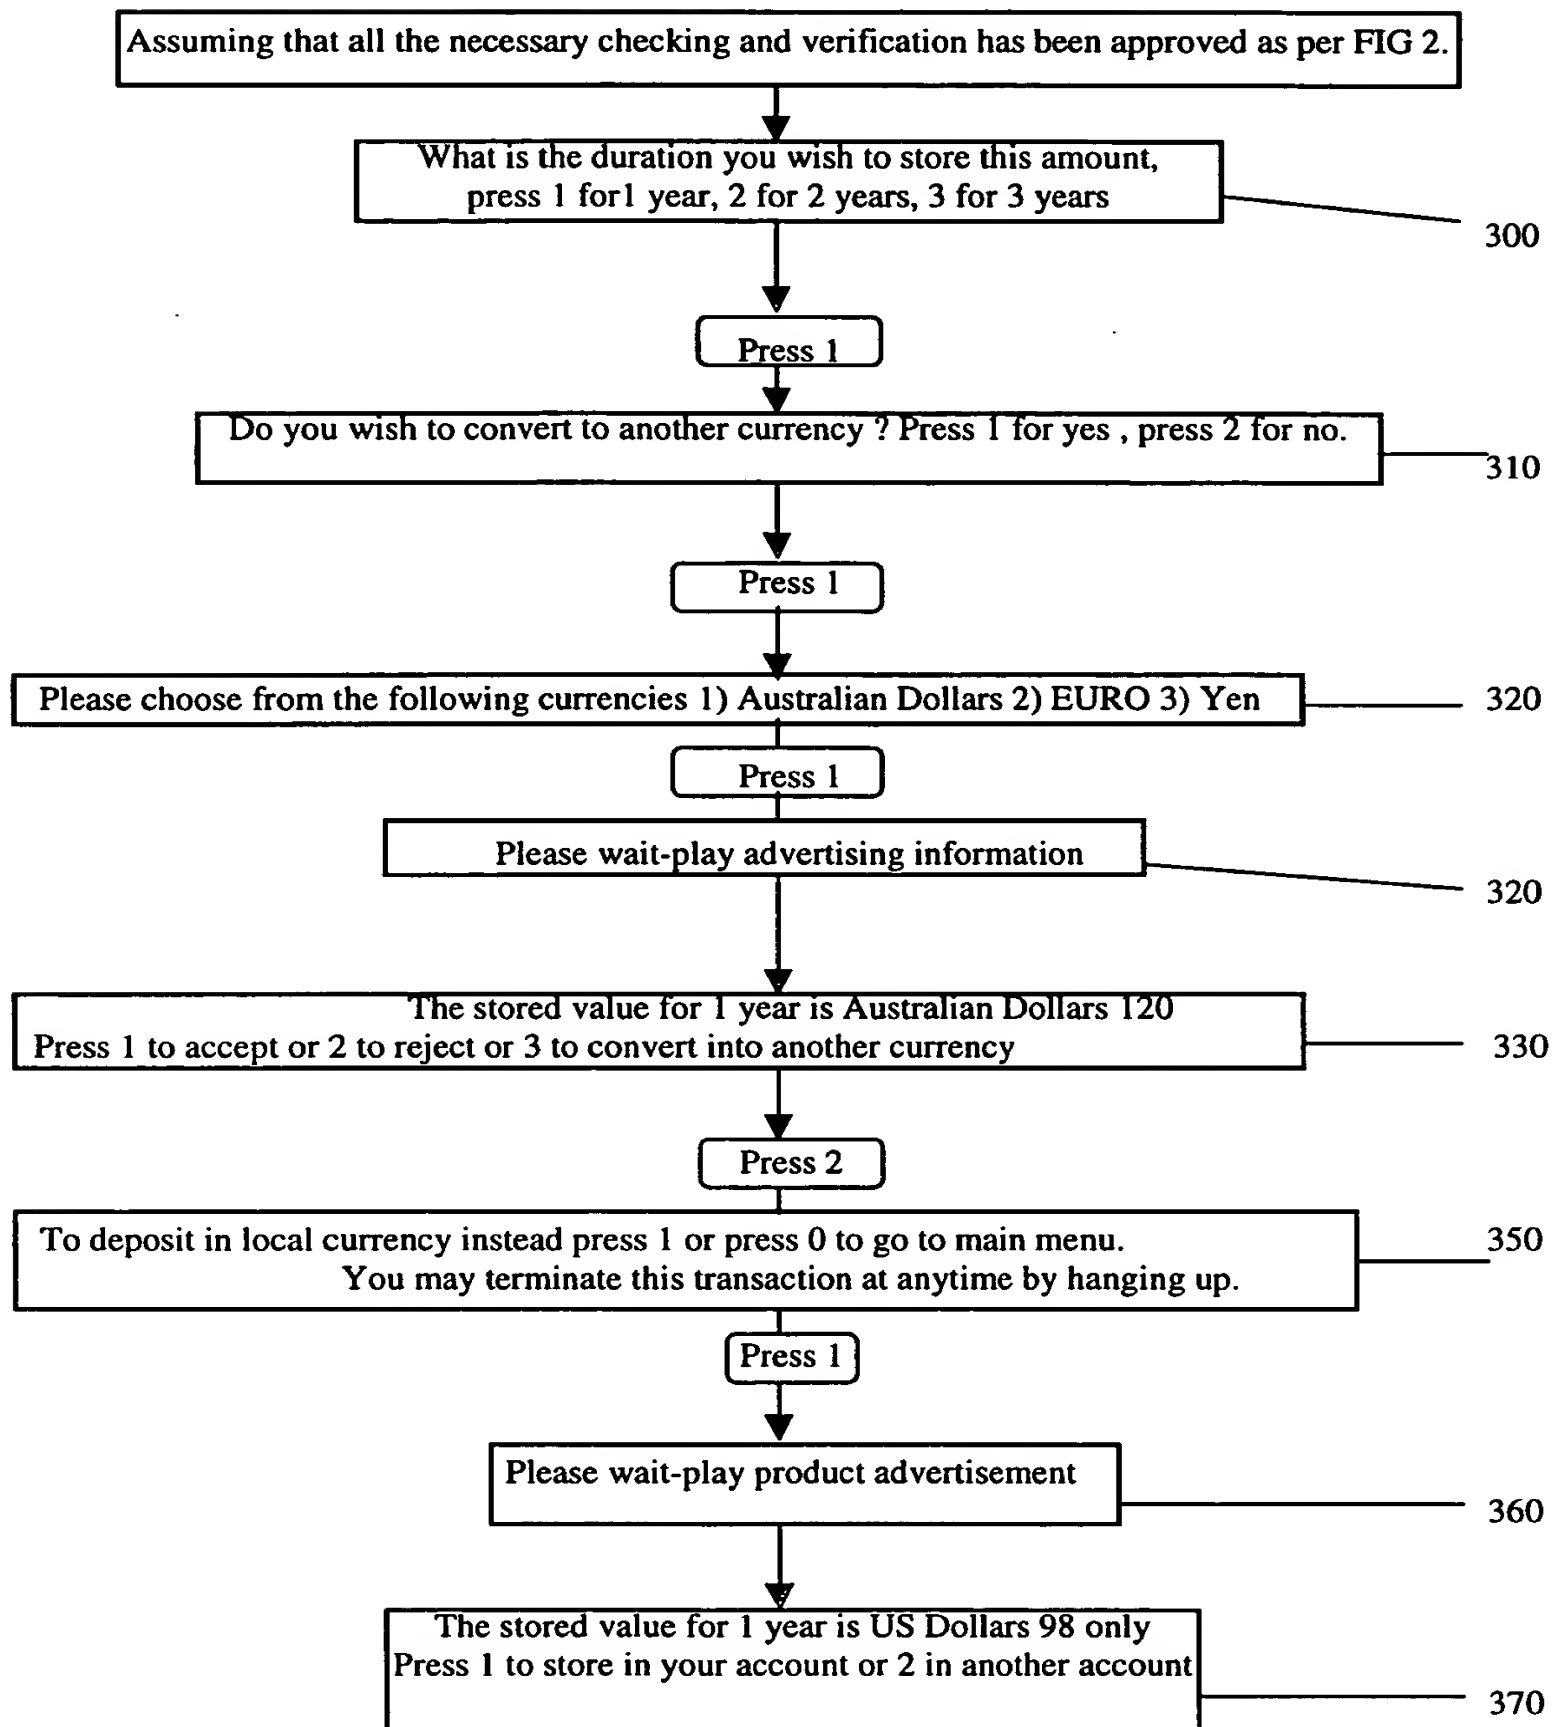 Assuming that all the necessary checking and verification has been approved as per FIG 2.
What is the duration you wish to store this amount,
press 1 for1 year, 2 for 2 years, 3 for 3 years
300
Press 1
Do you wish to convert to another currency ? Press 1 for yes , press 2 for no.
310
Press 1
Please choose from the following currencies 1) Australian Dollars 2) EURO 3) Yen
320
Press 1
Please wait-play advertising information
320
The stored value for 1 year is Australian Dollars 120
Press 1 to accept or 2 to reject or 3 to convert into another currency
330
Press 2
To deposit in local currency instead press 1 or press 0 to go to main menu.
350
You may terminate this transaction at anytime by hanging up.
Press 1
Please wait-play product advertisement
360
The stored value for 1 year is US Dollars 98 only
Press 1 to store in your account or 2 in another account
370